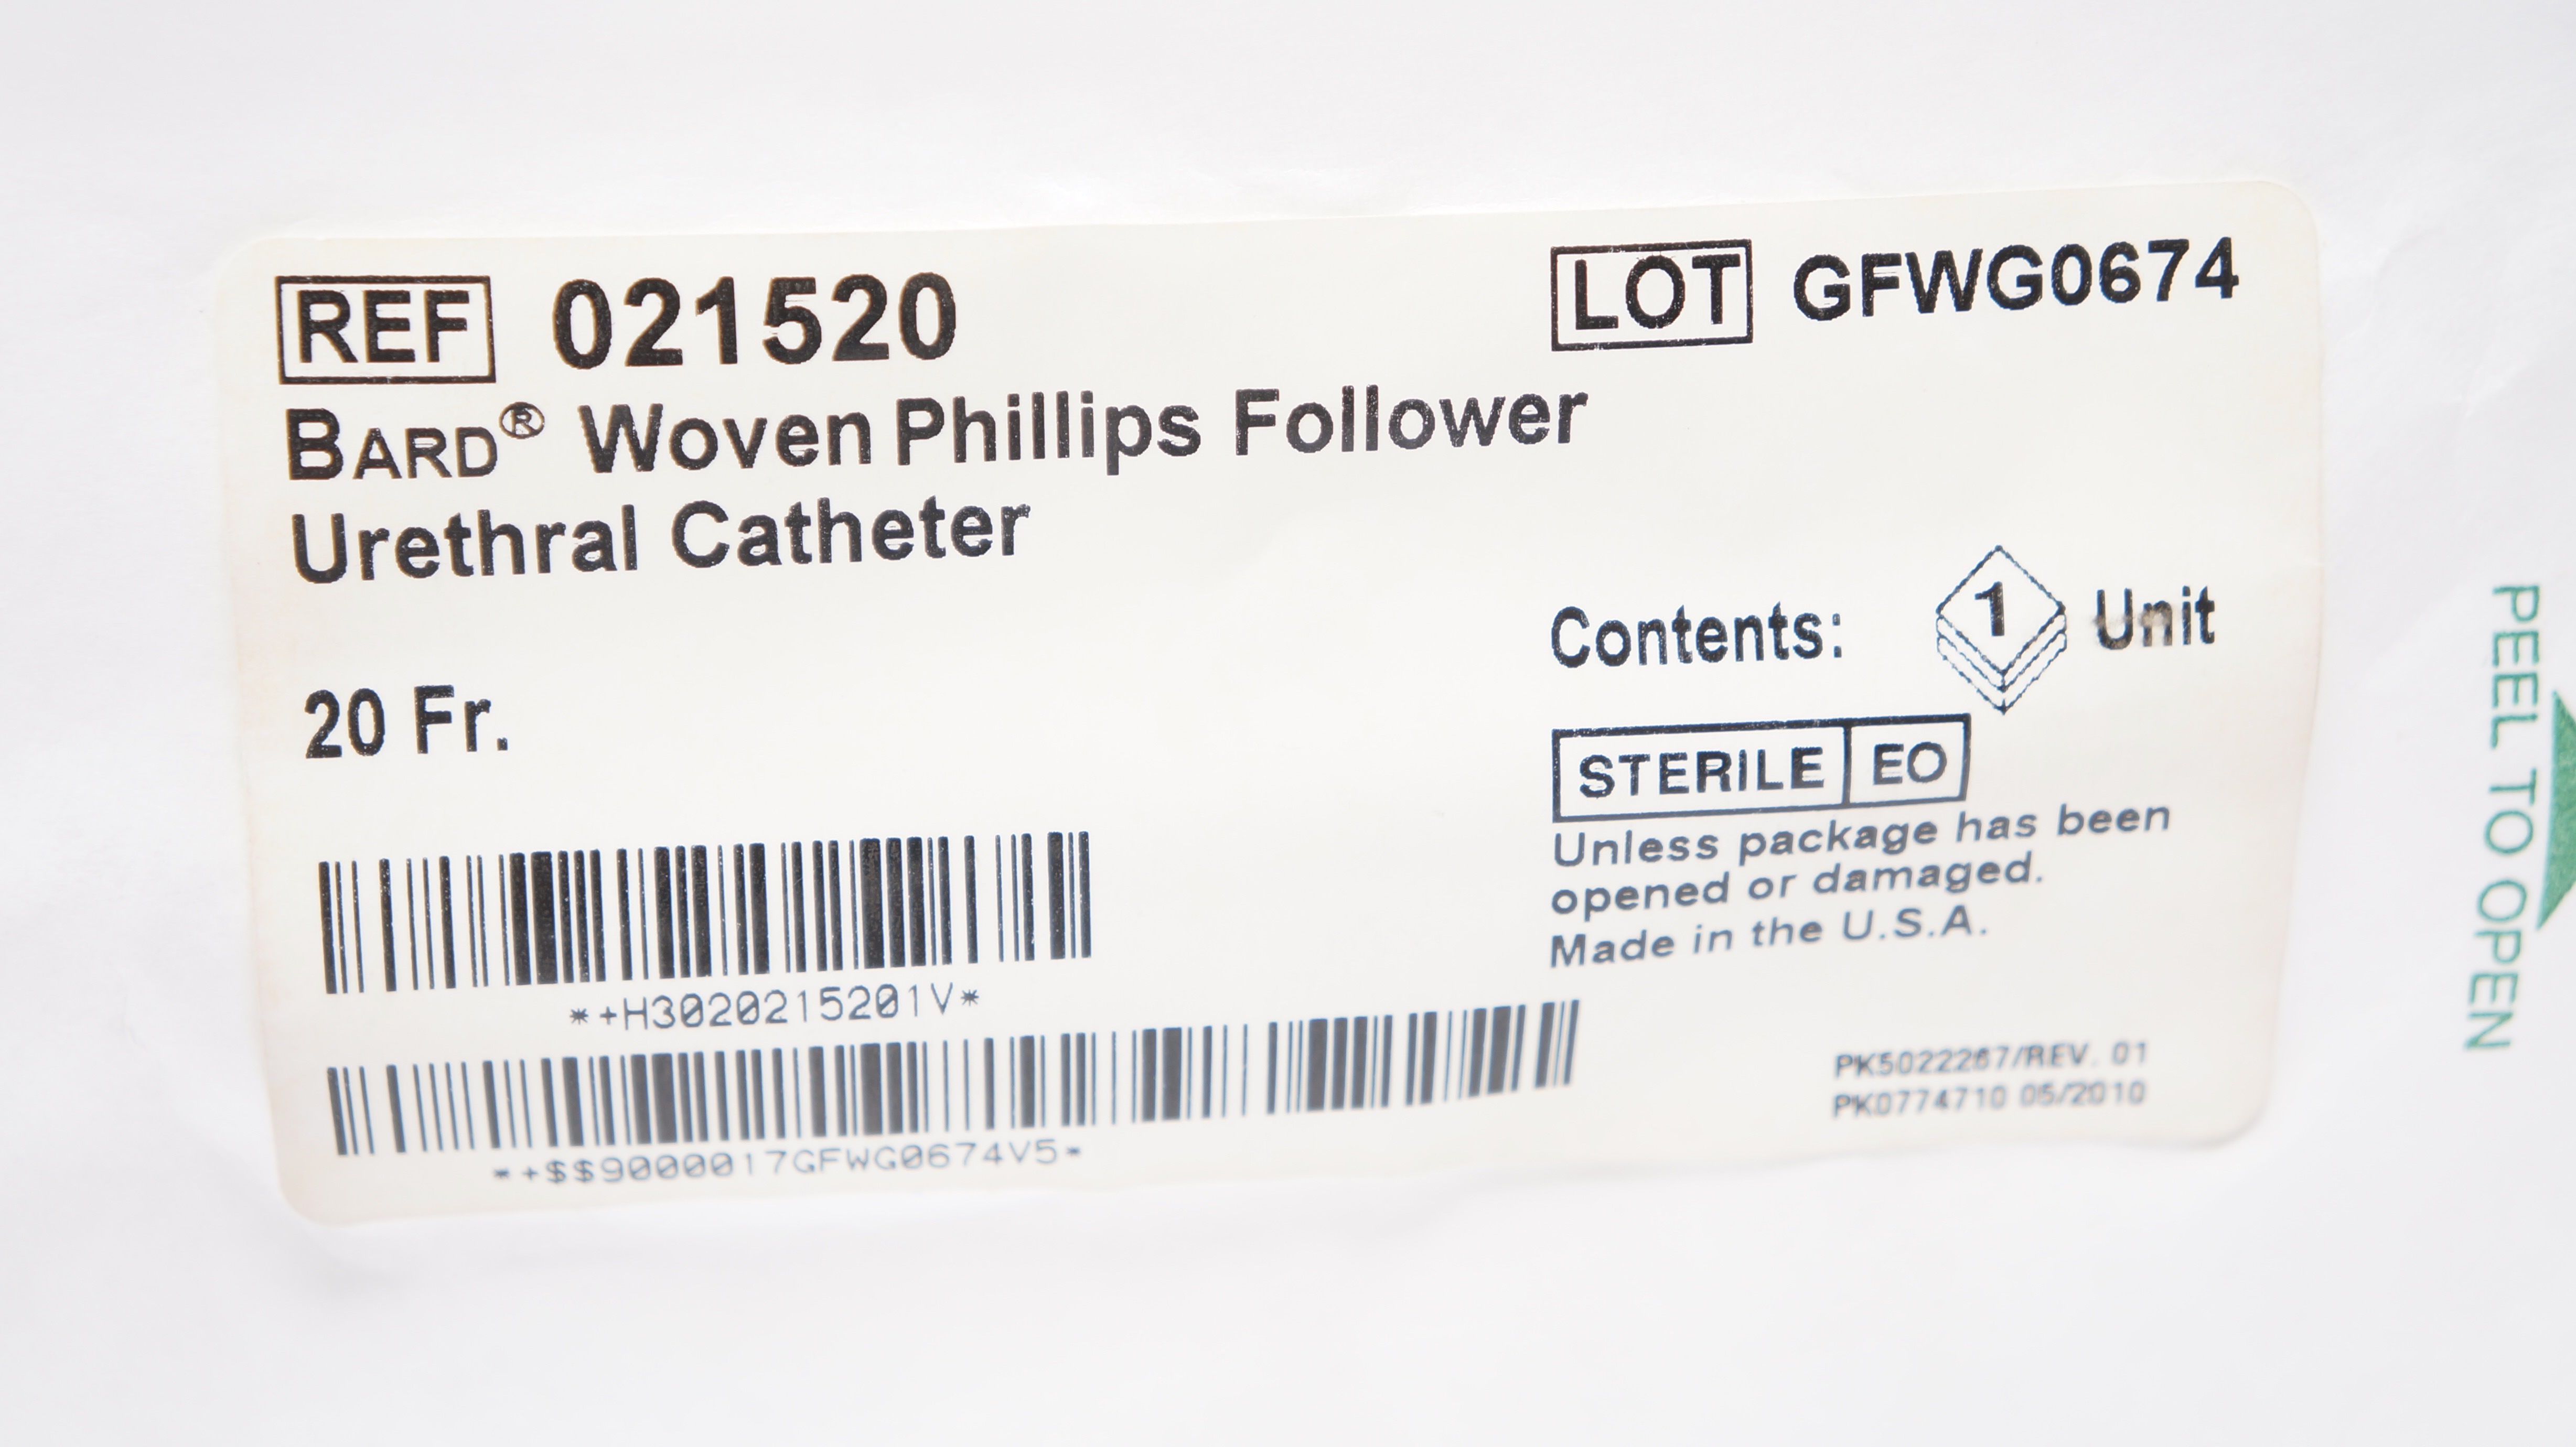 REF 021520
LOT GFWG0674
BARD® Woven Phillips Follower
Urethral Catheter
Contents: 1 Unit
20 Fr.
STERILE EO
Unless package has been
opened or damaged.
Made in the U.S.A.
*+H3020215201V*
*+$$9000017GFWG0674V5*
PK5022267/REV. 01
PK0774710 05/2010
PEEL TO OPEN